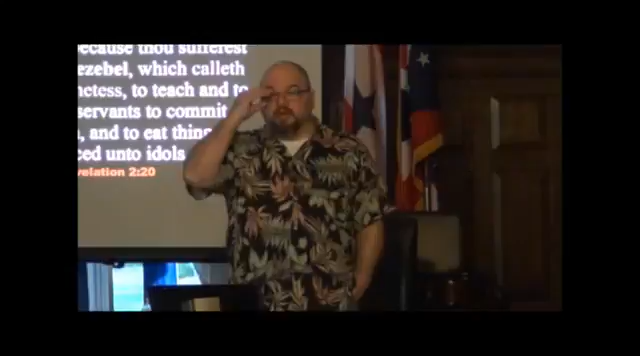 because thou sufferest
ezebel, which calleth
hetess, to teach and to
servants to commit
, and to eat thing
ced unto idols
velation 2:20